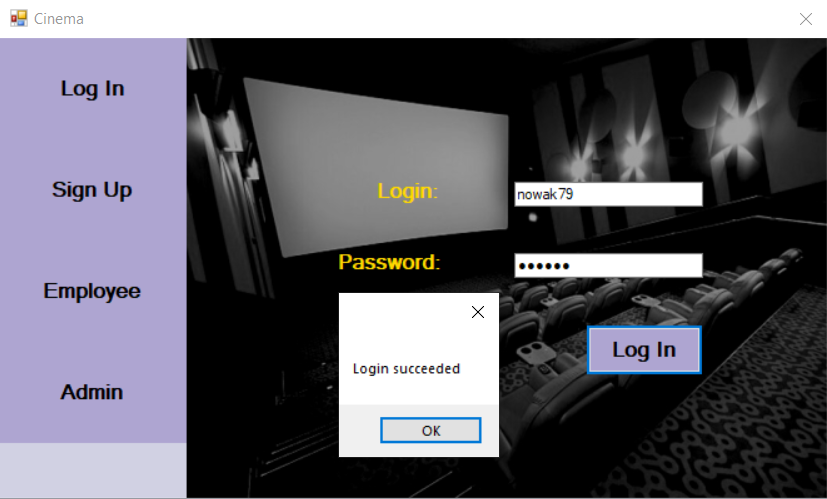 Cinema
Log In
Sign Up
Employee
Admin
Login:
nowak79
Password:
••••••
Login succeeded
OK
Log In